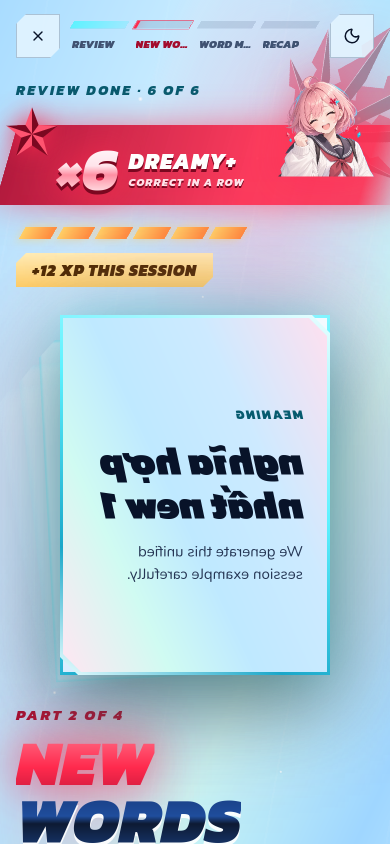 REVIEW
NEW WO...
WORD M...
RECAP
REVIEW DONE · 6 OF 6
×6
DREAMY+
CORRECT IN A ROW
+12 XP THIS SESSION
MEANING
nghĩa hợp
nhất new 1
We generate this unified
session example carefully.
PART 2 OF 4
NEW
WORDS